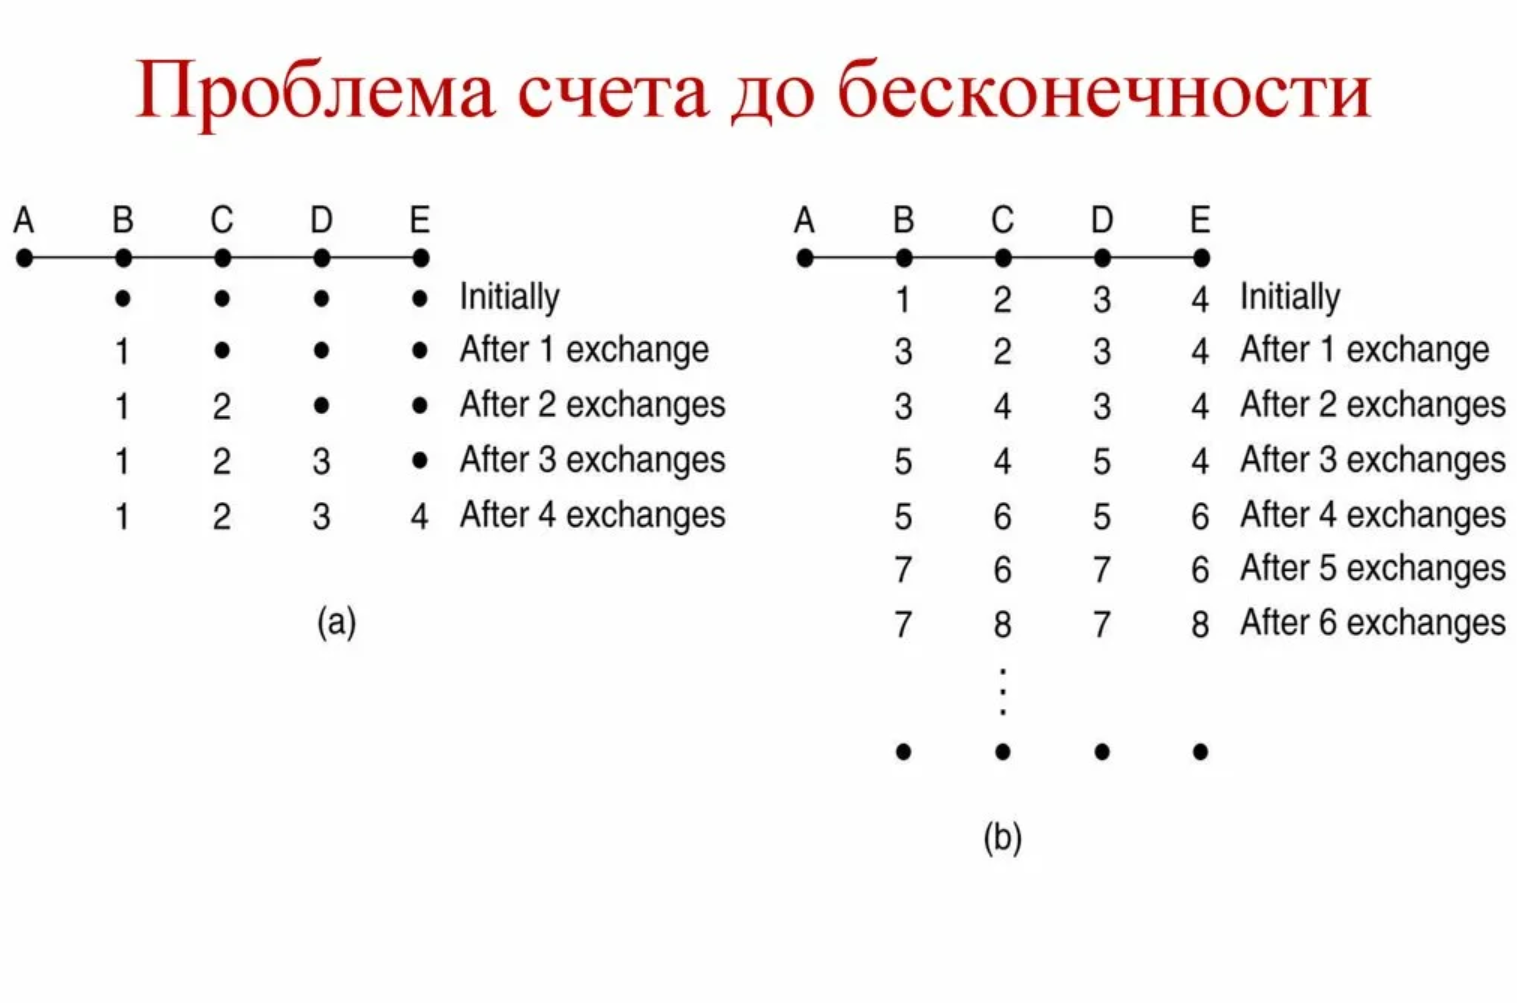 Проблема счета до бесконечности
A B C D E
• • • • Initially
1 • • • After 1 exchange
1 2 • • After 2 exchanges
1 2 3 • After 3 exchanges
1 2 3 4 After 4 exchanges
(a)
A B C D E
1 2 3 4 Initially
3 2 3 4 After 1 exchange
3 4 3 4 After 2 exchanges
5 4 5 4 After 3 exchanges
5 6 5 6 After 4 exchanges
7 6 7 6 After 5 exchanges
7 8 7 8 After 6 exchanges
⋮
• • • •
(b)